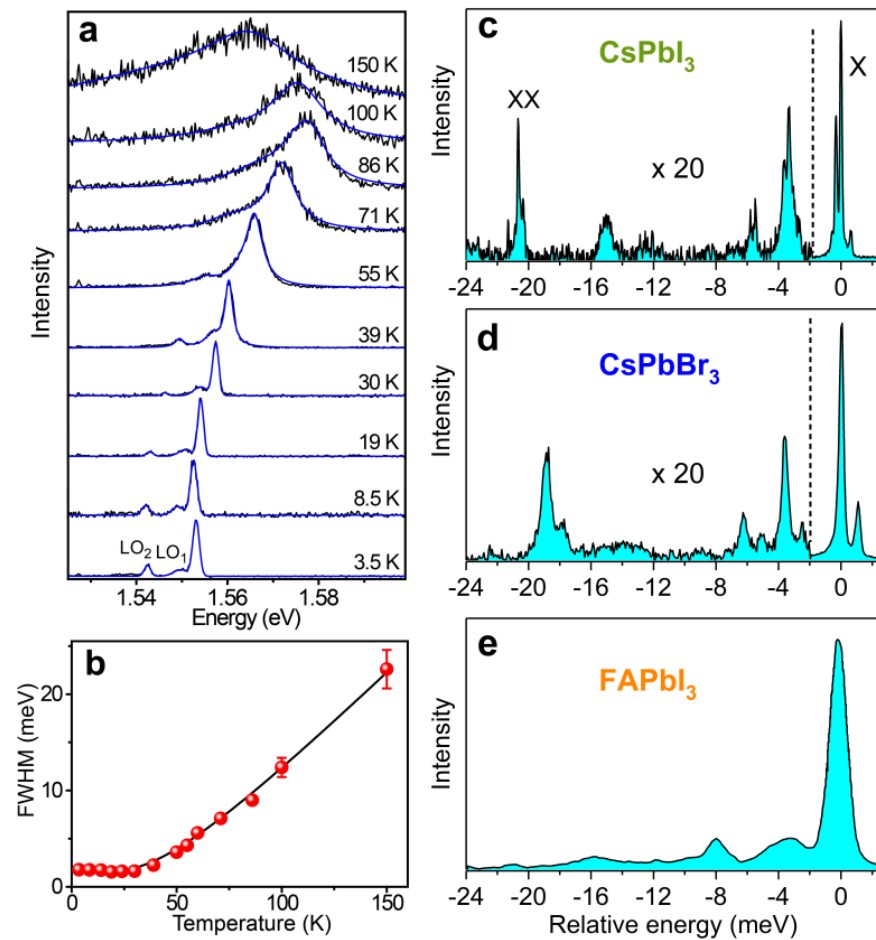 a
150 K
100 K
86 K
71 K
55 K
39 K
30 K
19 K
8.5 K
3.5 K
LO₂ LO₁
Intensity
1.54 1.56 1.58
Energy (eV)
b
FWHM (meV)
20
10
0
0 50 100 150
Temperature (K)
c
CsPbI₃
XX
X
x 20
Intensity
-24 -20 -16 -12 -8 -4 0
d
CsPbBr₃
x 20
Intensity
-24 -20 -16 -12 -8 -4 0
e
FAPbI₃
Intensity
-24 -20 -16 -12 -8 -4 0
Relative energy (meV)